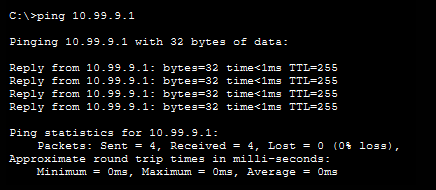 C:\>ping 10.99.9.1
Pinging 10.99.9.1 with 32 bytes of data:
Reply from 10.99.9.1: bytes=32 time<1ms TTL=255
Reply from 10.99.9.1: bytes=32 time<1ms TTL=255
Reply from 10.99.9.1: bytes=32 time<1ms TTL=255
Reply from 10.99.9.1: bytes=32 time<1ms TTL=255
Ping statistics for 10.99.9.1:
    Packets: Sent = 4, Received = 4, Lost = 0 (0% loss),
Approximate round trip times in milli-seconds:
    Minimum = 0ms, Maximum = 0ms, Average = 0ms